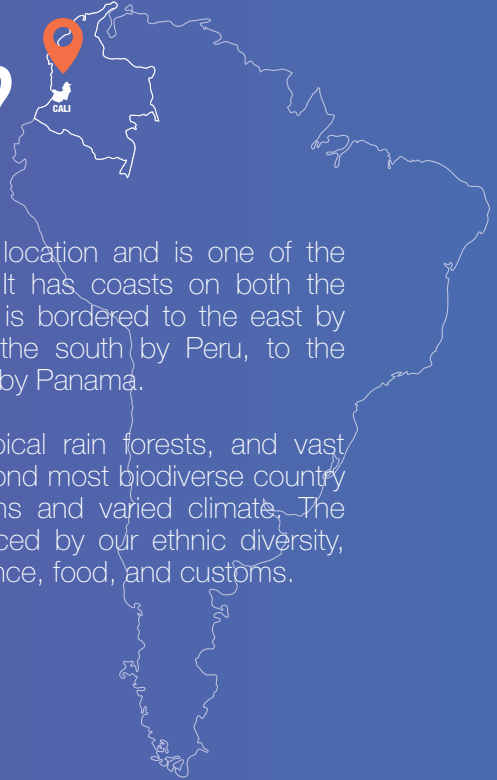 CALI
location and is one of the
It has coasts on both the
is bordered to the east by
the south by Peru, to the
by Panama.
pical rain forests, and vast
ond most biodiverse country
ns and varied climate. The
ced by our ethnic diversity,
nce, food, and customs.